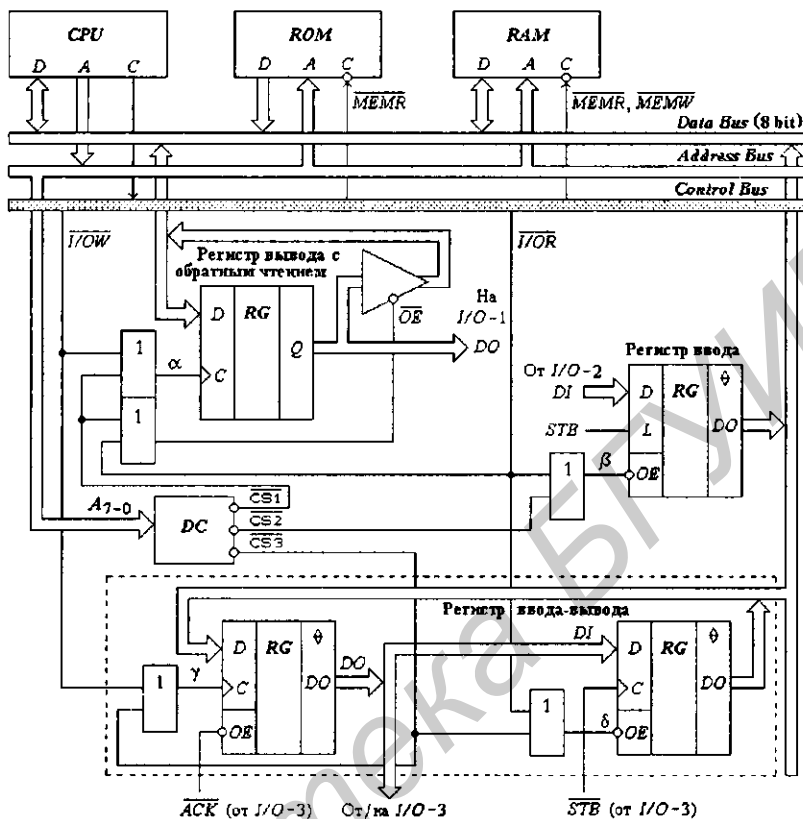 CPU
ROM
RAM
D A C
D A C
D A C
MEMR
MEMR, MEMW
Data Bus (8 bit)
Address Bus
Control Bus
I/OW
I/OR
Регистр вывода с
обратным чтением
D RG
Q
C
OE
На
I/O-1
DO
1
α
1
Регистр ввода
От I/O-2
DI
D RG θ
DO
STB
L
OE
1
β
A7-0
DC
CS1
CS2
CS3
Регистр ввода-вывода
D RG θ
DO
C
OE
1
γ
DO
DI
D RG θ
DO
C
OE
1
δ
ACK (от I/O-3)
От/на I/O-3
STB (от I/O-3)
тека БГУИ